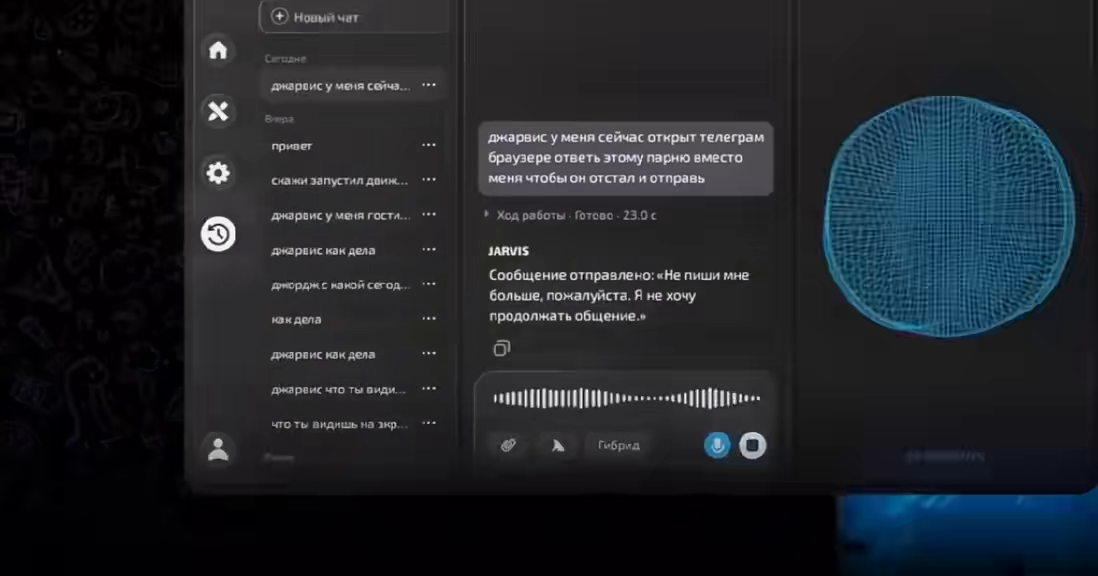 Новый чат
Сегодня
джарвис у меня сейча...
Вчера
привет
скажи запустил движ...
джарвис у меня гости...
джарвис как дела
джордж с какой сегод...
как дела
джарвис как дела
джарвис что ты види...
что ты видишь на экр...
джарвис у меня сейчас открыт телеграм
браузере ответь этому парню вместо
меня чтобы он отстал и отправь
Ход работы · Готово · 23.0 с
JARVIS
Сообщение отправлено: «Не пиши мне
больше, пожалуйста. Я не хочу
продолжать общение.»
Гибрид